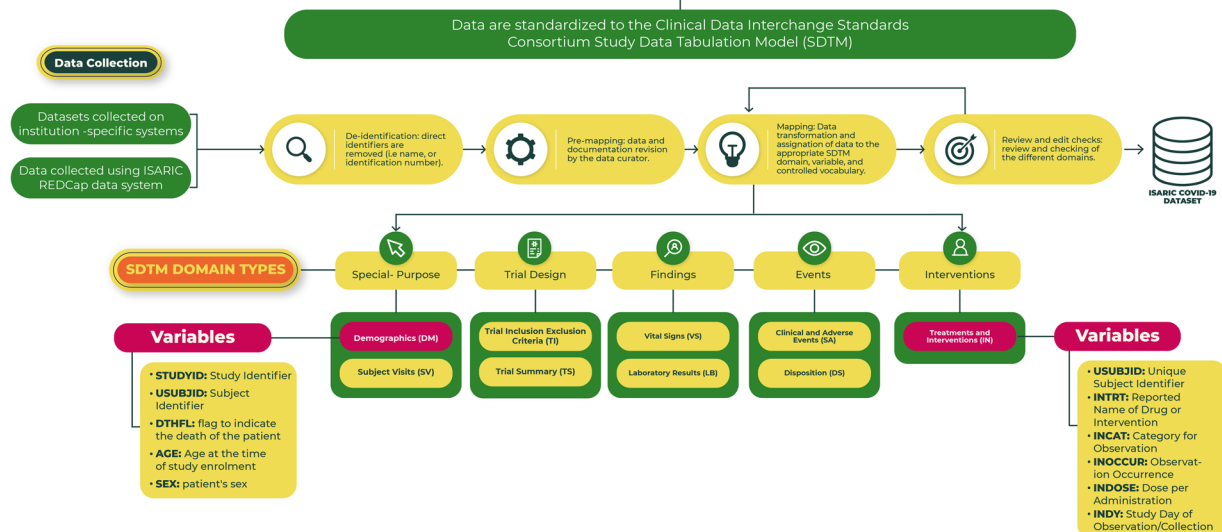 Data are standardized to the Clinical Data Interchange Standards
Consortium Study Data Tabulation Model (SDTM)
Data Collection
Datasets collected on
institution -specific systems
Data collected using ISARIC
REDCap data system
De-identification: direct
identifiers are
removed (i.e name, or
identification number).
Pre-mapping: data and
documentation revision
by the data curator.
Mapping: Data
transformation and
assignation of data to the
appropriate SDTM
domain, variable, and
controlled vocabulary.
Review and edit checks:
review and checking of
the different domains.
ISARIC COVID-19
DATASET
SDTM DOMAIN TYPES
Special- Purpose
Trial Design
Findings
Events
Interventions
Demographics (DM)
Subject Visits (SV)
Trial Inclusion Exclusion
Criteria (TI)
Trial Summary (TS)
Vital Signs (VS)
Laboratory Results (LB)
Clinical and Adverse
Events (SA)
Disposition (DS)
Treatments and
Interventions (IN)
Variables
• STUDYID: Study Identifier
• USUBJID: Subject
Identifier
• DTHFL: flag to indicate
the death of the patient
• AGE: Age at the time
of study enrolment
• SEX: patient's sex
Variables
• USUBJID: Unique
Subject Identifier
• INTRT: Reported
Name of Drug or
Intervention
• INCAT: Category for
Observation
• INOCCUR: Observat-
ion Occurrence
• INDOSE: Dose per
Administration
• INDY: Study Day of
Observation/Collection